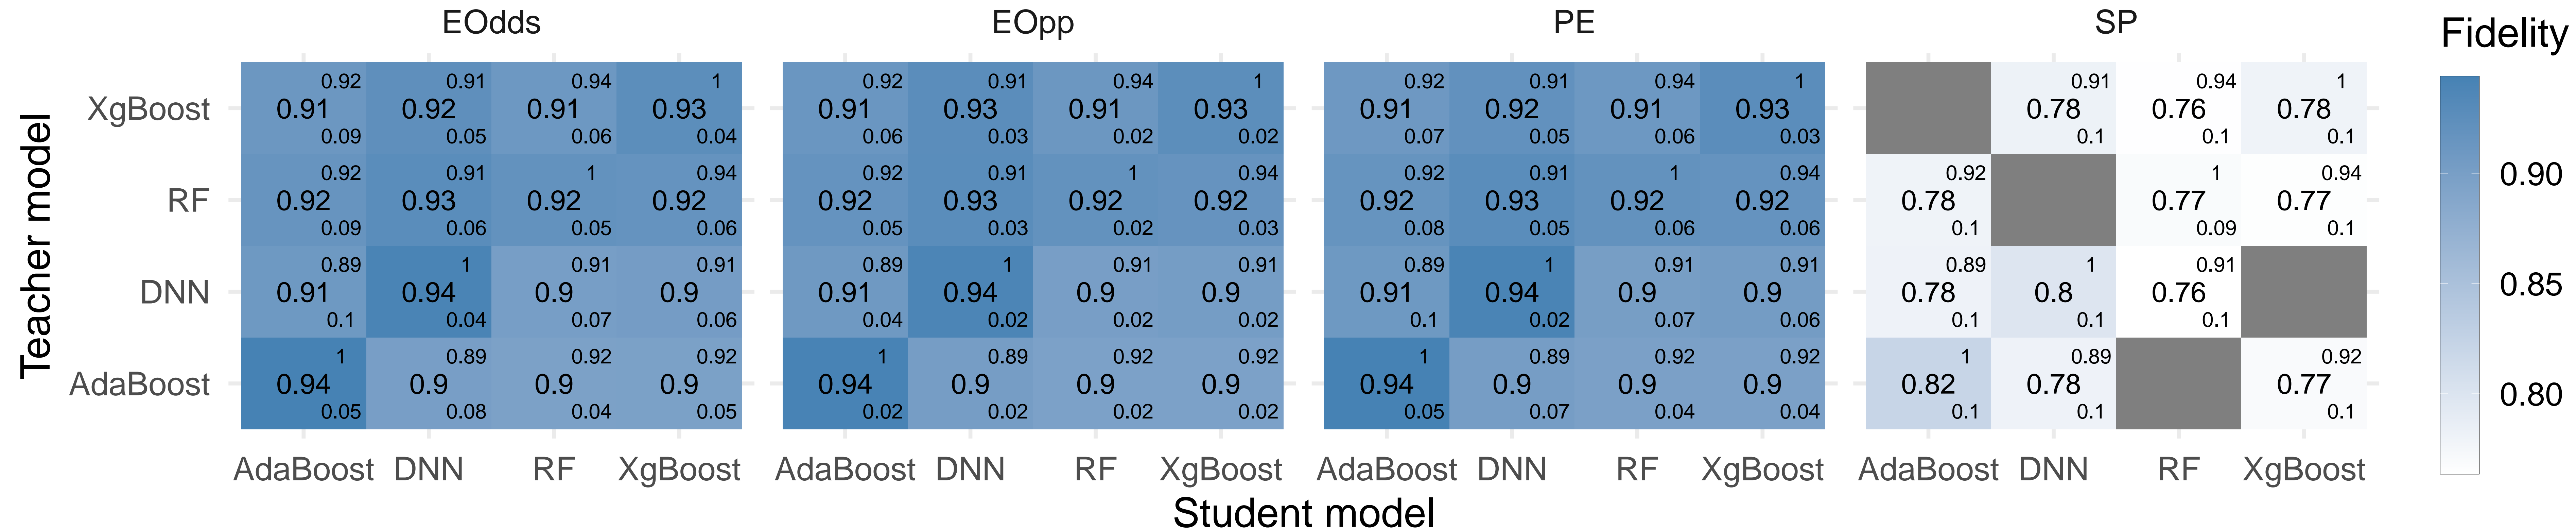 EOdds EOpp PE SP Fidelity
0.92 0.91 0.94 1 0.92 0.91 0.94 1 0.92 0.91 0.94 1 0.91 0.94 1
XgBoost 0.91 0.92 0.91 0.93 0.91 0.93 0.91 0.93 0.91 0.92 0.91 0.93 0.78 0.76 0.78
0.09 0.05 0.06 0.04 0.06 0.03 0.02 0.02 0.07 0.05 0.06 0.03 0.1 0.1 0.1
0.92 0.91 1 0.94 0.92 0.91 1 0.94 0.92 0.91 1 0.94 0.92 1 0.94 0.90
RF 0.92 0.93 0.92 0.92 0.92 0.93 0.92 0.92 0.92 0.93 0.92 0.92 0.78 0.77 0.77
0.09 0.06 0.05 0.06 0.05 0.03 0.02 0.03 0.08 0.05 0.06 0.06 0.1 0.09 0.1
Teacher model
0.89 1 0.91 0.91 0.89 1 0.91 0.91 0.89 1 0.91 0.91 0.89 1 0.91 0.85
DNN 0.91 0.94 0.9 0.9 0.91 0.94 0.9 0.9 0.91 0.94 0.9 0.9 0.78 0.8 0.76
0.1 0.04 0.07 0.06 0.04 0.02 0.02 0.02 0.1 0.02 0.07 0.06 0.1 0.1 0.1
1 0.89 0.92 0.92 1 0.89 0.92 0.92 1 0.89 0.92 0.92 1 0.89 0.92
AdaBoost 0.94 0.9 0.9 0.9 0.94 0.9 0.9 0.9 0.94 0.9 0.9 0.9 0.82 0.78 0.77 0.80
0.05 0.08 0.04 0.05 0.02 0.02 0.02 0.02 0.05 0.07 0.04 0.04 0.1 0.1 0.1
AdaBoost DNN RF XgBoost AdaBoost DNN RF XgBoost AdaBoost DNN RF XgBoost AdaBoost DNN RF XgBoost
Student model